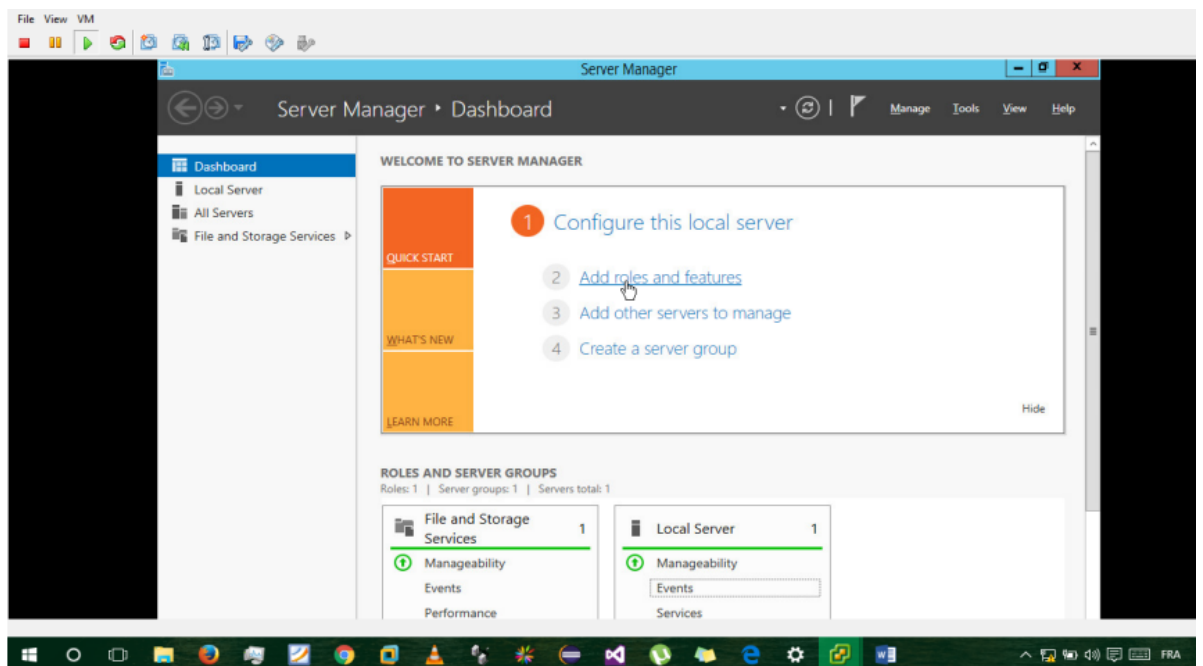 File View VM
Server Manager
Server Manager • Dashboard
Manage Tools View Help
Dashboard
Local Server
All Servers
File and Storage Services
WELCOME TO SERVER MANAGER
QUICK START
WHAT'S NEW
LEARN MORE
1 Configure this local server
2 Add roles and features
3 Add other servers to manage
4 Create a server group
Hide
ROLES AND SERVER GROUPS
Roles: 1 | Server groups: 1 | Servers total: 1
File and Storage
Services
1
Manageability
Events
Performance
Local Server 1
Manageability
Events
Services
FRA